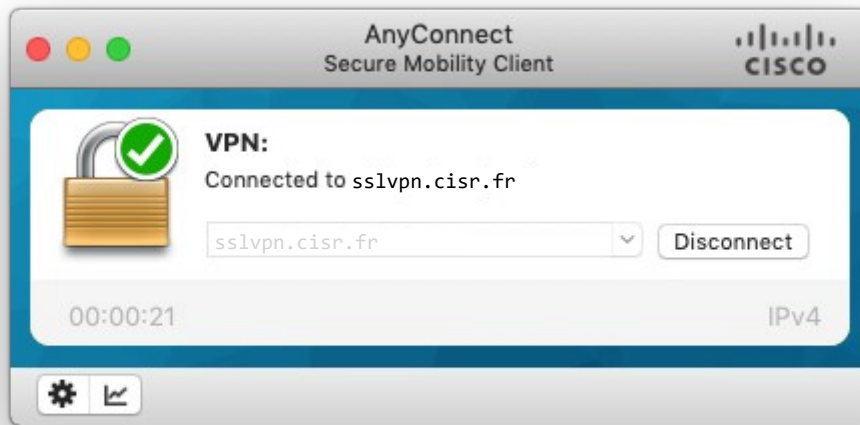 AnyConnect
Secure Mobility Client
CISCO
VPN:
Connected to sslvpn.cisr.fr
sslvpn.cisr.fr
Disconnect
00:00:21
IPv4